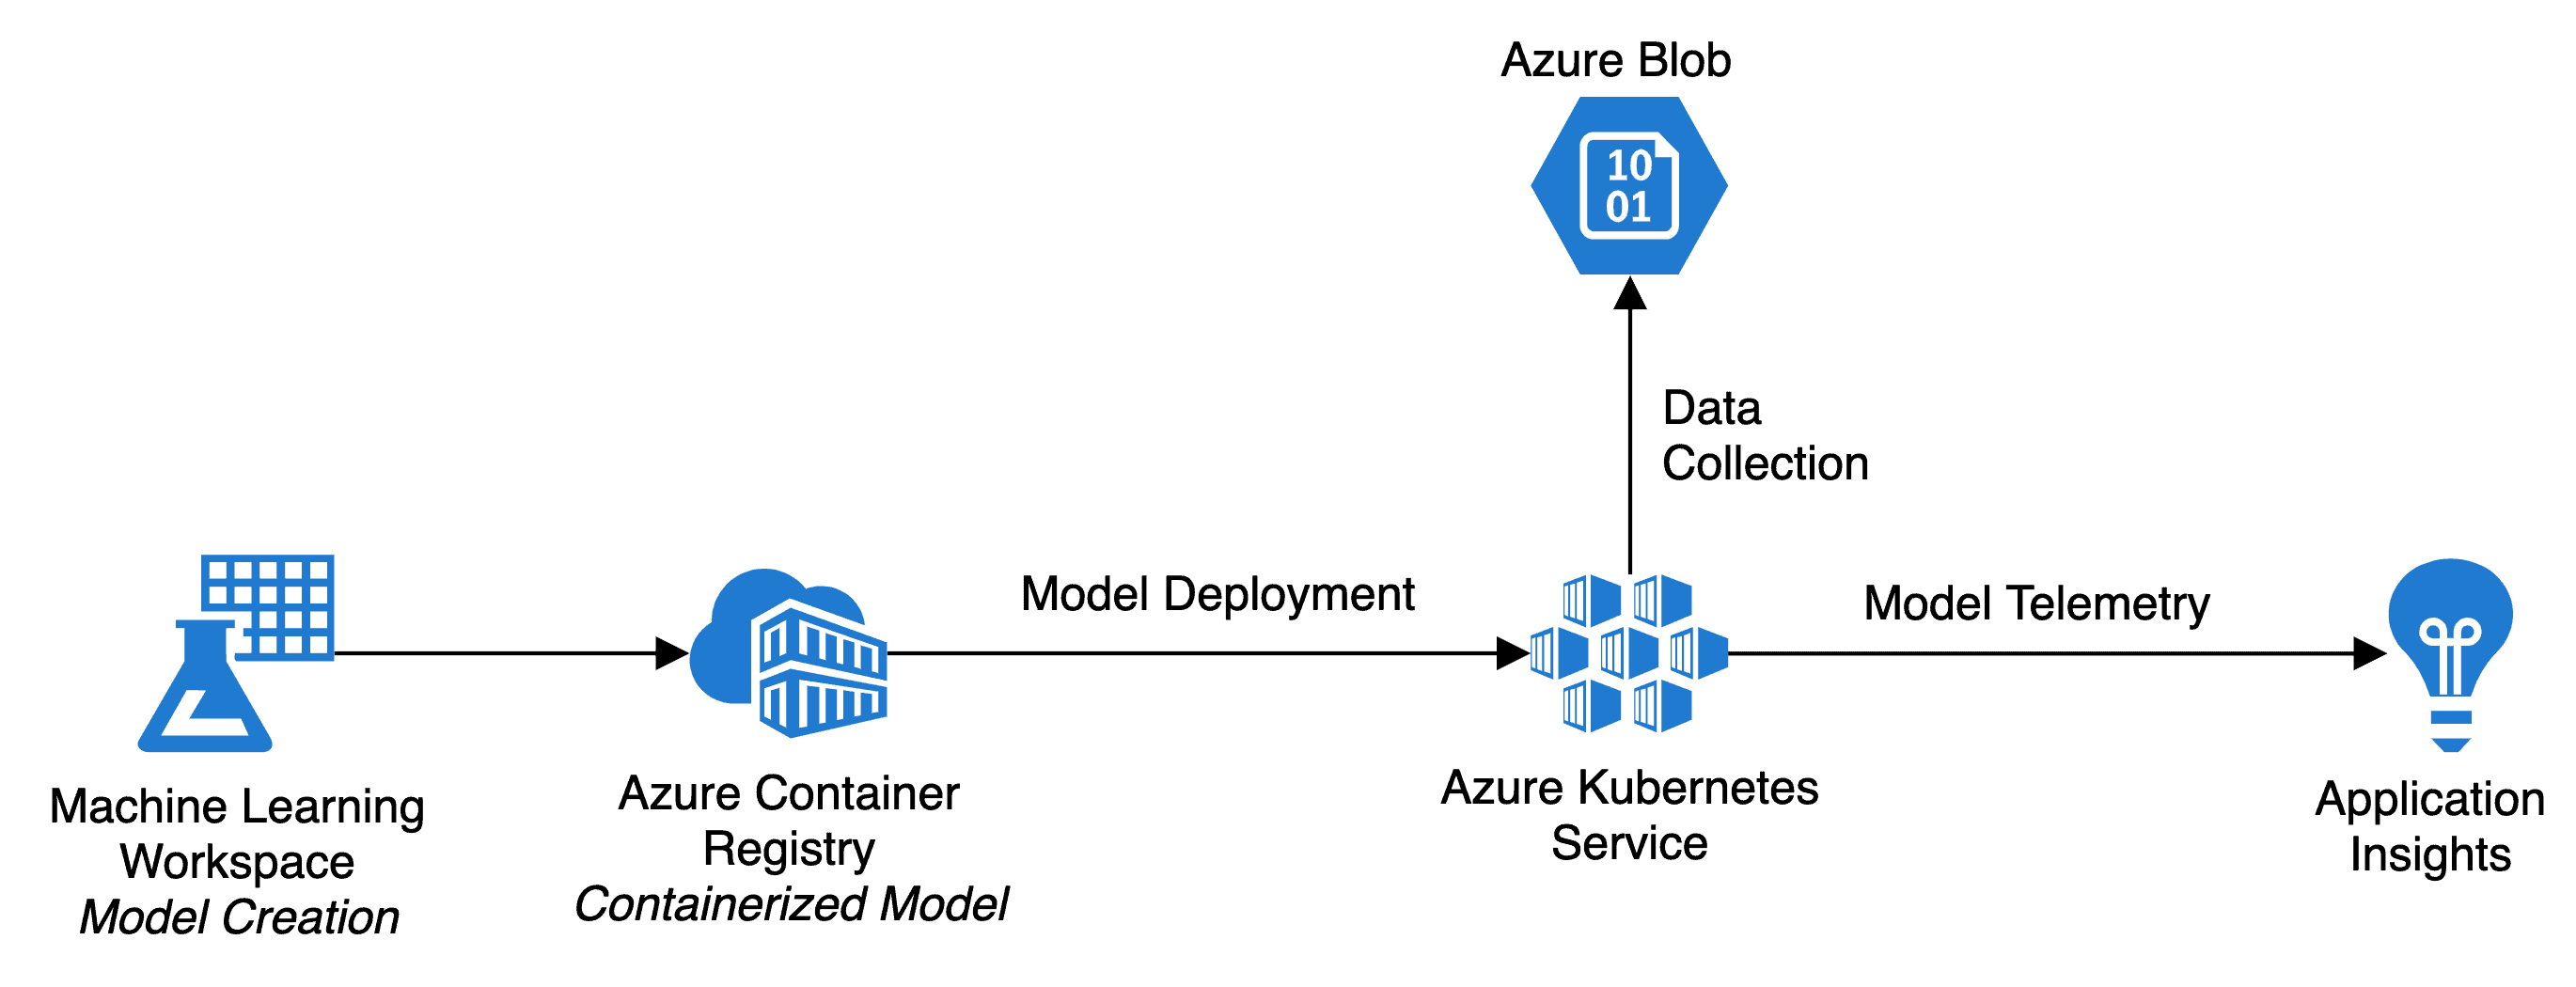 Azure Blob
10
01
Data
Collection
Model Deployment
Model Telemetry
Machine Learning
Workspace
Model Creation
Azure Container
Registry
Containerized Model
Azure Kubernetes
Service
Application
Insights